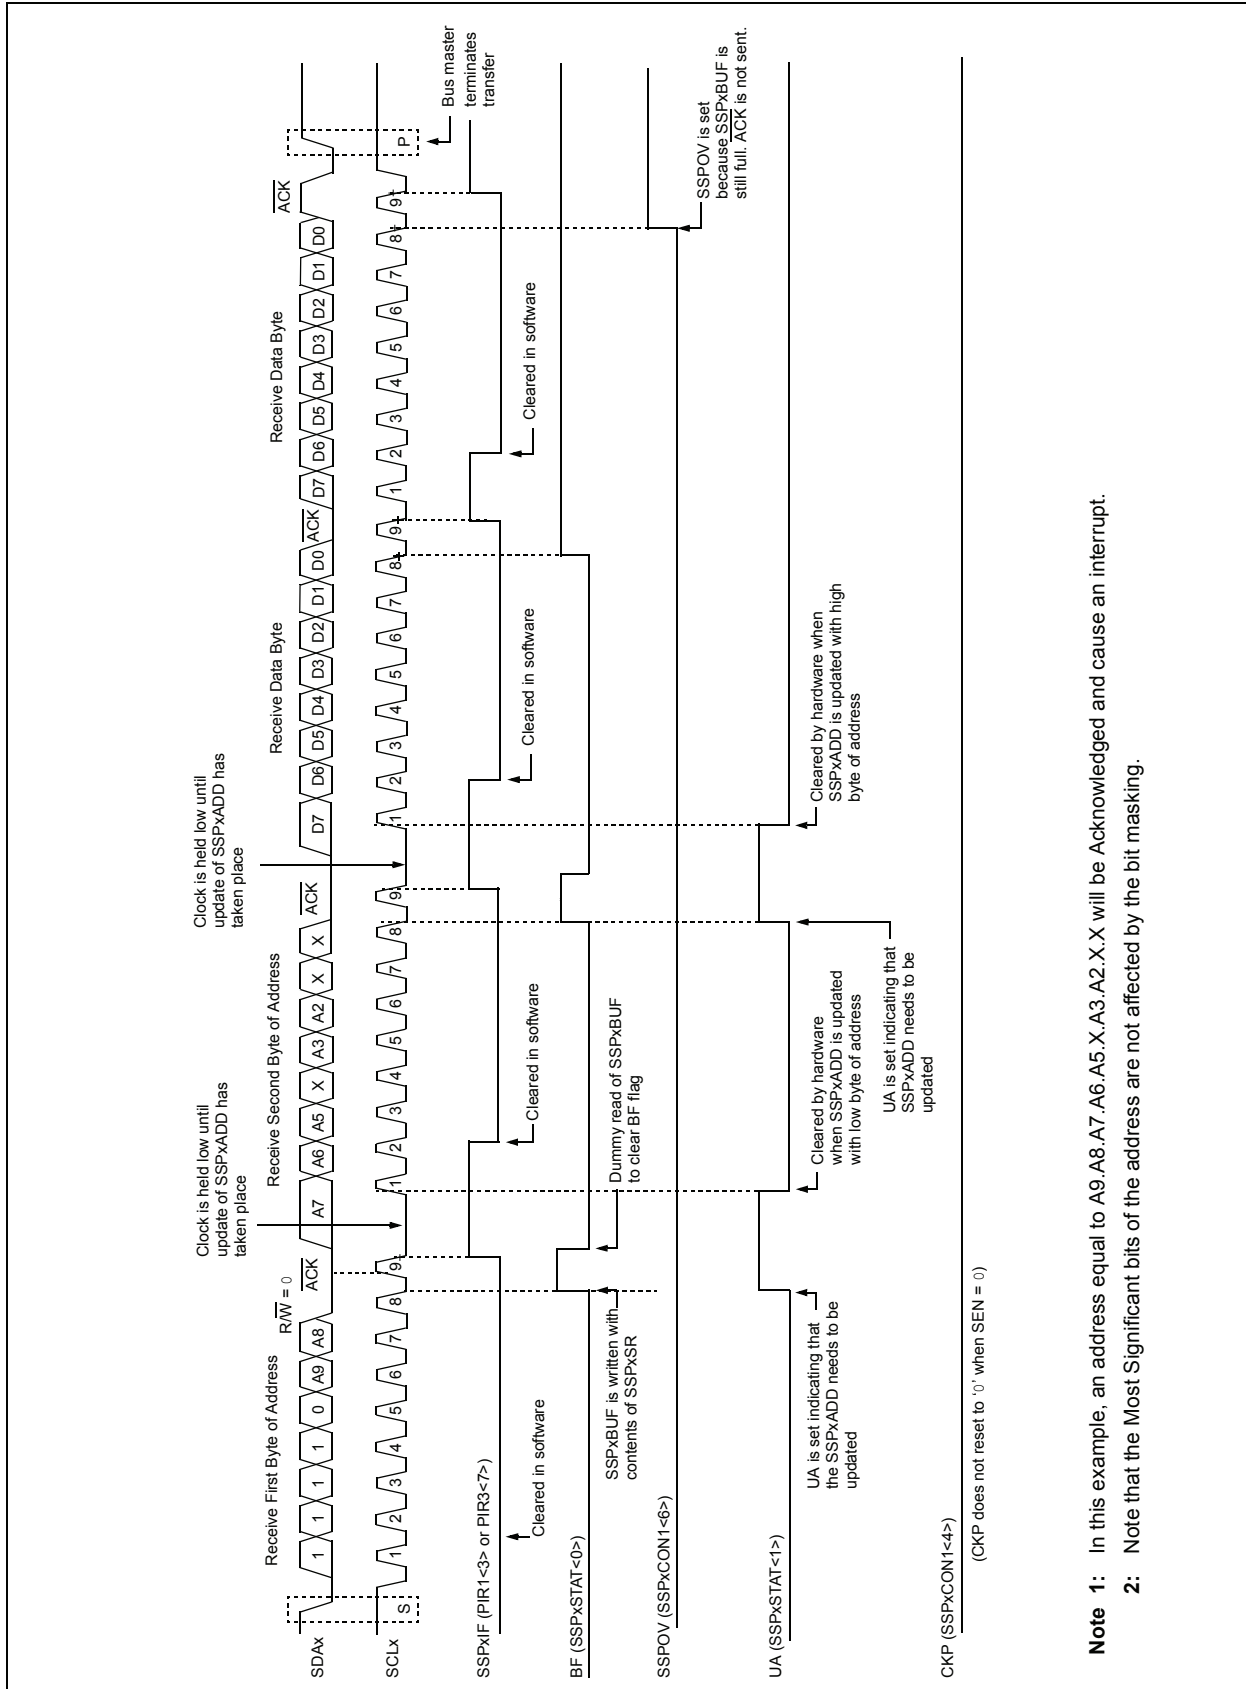 Receive First Byte of Address
R/W = 0
ACK
Clock is held low until
update of SSPxADD has
taken place
Receive Second Byte of Address
ACK
Clock is held low until
update of SSPxADD has
taken place
Receive Data Byte
ACK
Receive Data Byte
ACK
SDAx
1 1 1 1 0 A9 A8 A7 A6 A5 X A3 A2 X X D7 D6 D5 D4 D3 D2 D1 D0 D7 D6 D5 D4 D3 D2 D1 D0
SCLx
S 1 2 3 4 5 6 7 8 9 1 2 3 4 5 6 7 8 9 1 2 3 4 5 6 7 8 9 1 2 3 4 5 6 7 8 9 P
Bus master
terminates
transfer
SSPxIF (PIR1<3> or PIR3<7>)
Cleared in software
Cleared in software
Cleared in software
Cleared in software
BF (SSPxSTAT<0>)
SSPxBUF is written with
contents of SSPxSR
Dummy read of SSPxBUF
to clear BF flag
SSPOV (SSPxCON1<6>)
SSPOV is set
because SSPxBUF is
still full. ACK is not sent.
UA (SSPxSTAT<1>)
UA is set indicating that
the SSPxADD needs to be
updated
Cleared by hardware
when SSPxADD is updated
with low byte of address
UA is set indicating that
SSPxADD needs to be
updated
Cleared by hardware when
SSPxADD is updated with high
byte of address
CKP (SSPxCON1<4>)
(CKP does not reset to ‘0’ when SEN = 0)
Note 1: In this example, an address equal to A9.A8.A7.A6.A5.X.A3.A2.X.X will be Acknowledged and cause an interrupt.
2: Note that the Most Significant bits of the address are not affected by the bit masking.